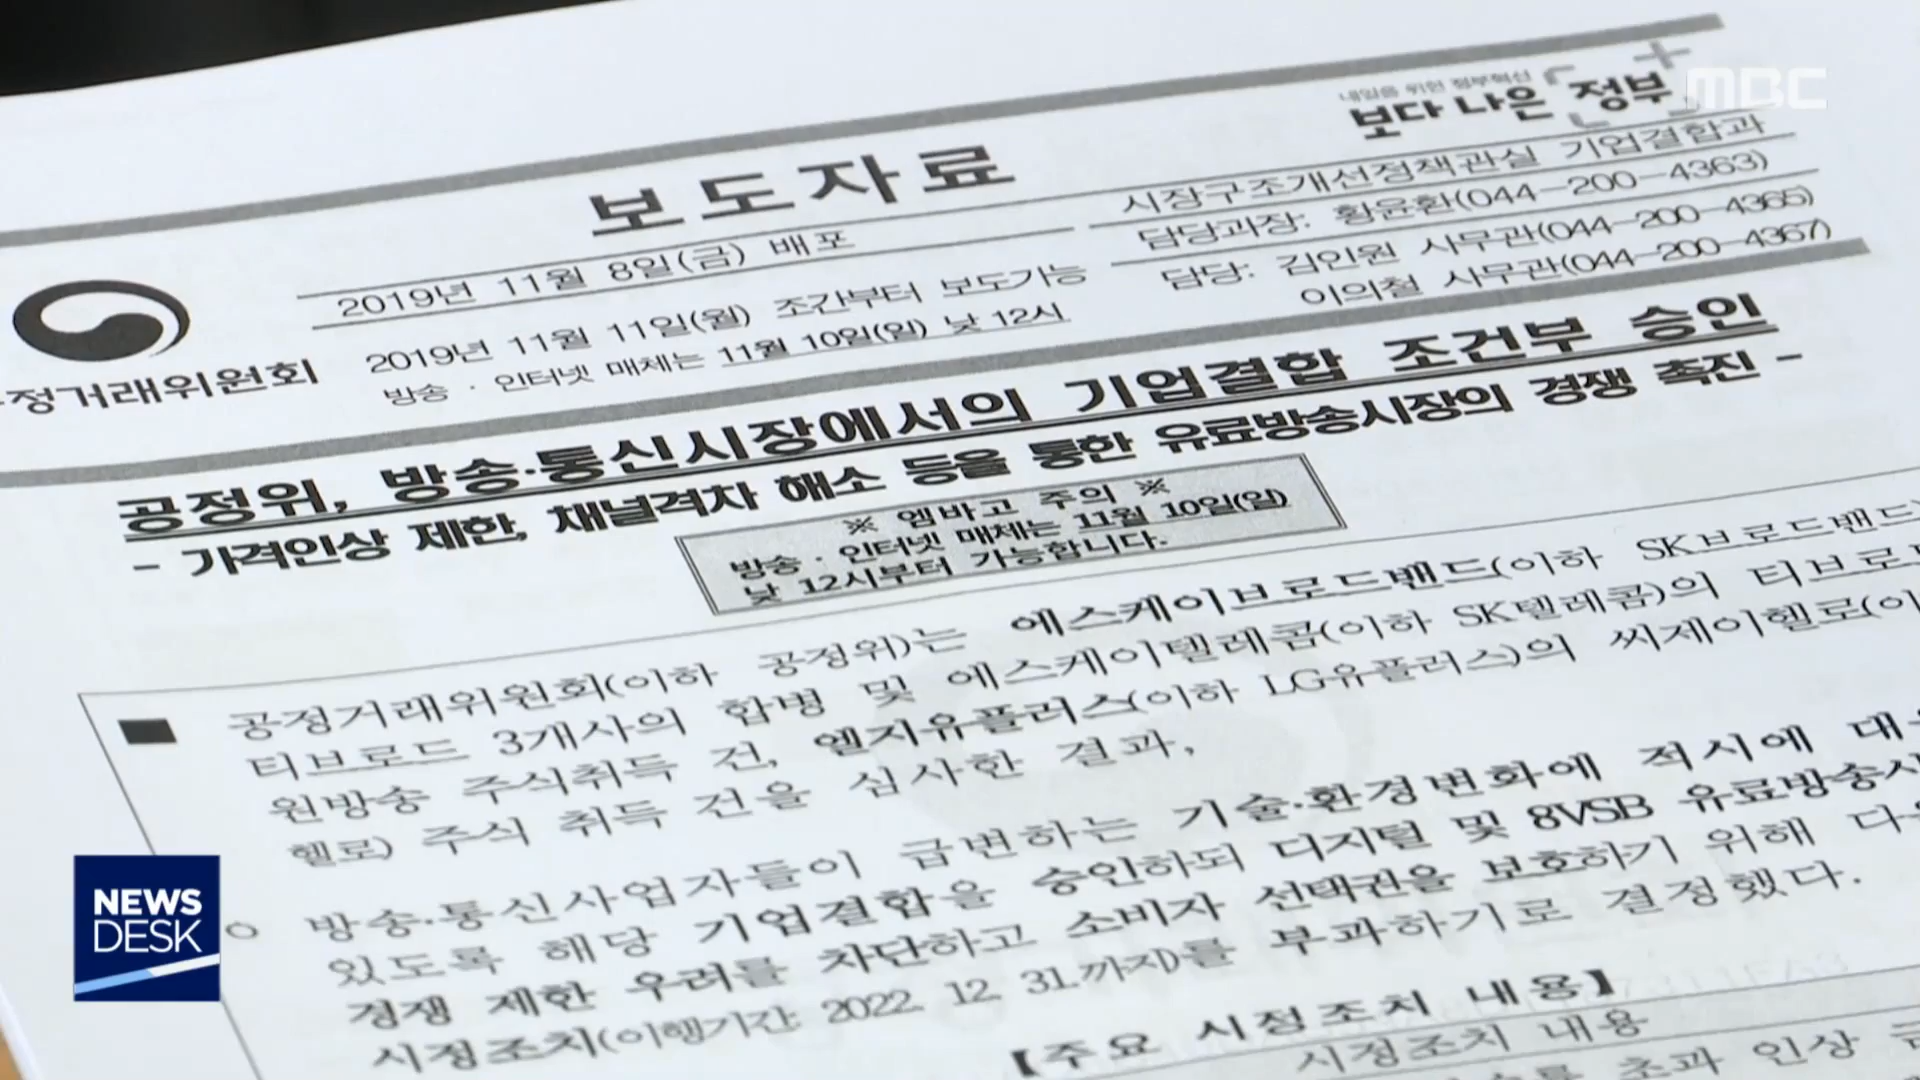 MBC
내일을 위한 정부혁신
보다 나은 정부
보도자료
시장구조개선정책관실 기업결합과
2019년 11월 8일(금) 배포
담당과장: 황윤환(044-200-4363)
2019년 11월 11일(월) 조간부터 보도가능
담당: 김인원 사무관(044-200-4365)
방송·인터넷 매체는 11월 10일(일) 낮 12시
이의철 사무관(044-200-4367)
정거래위원회
공정위, 방송·통신시장에서의 기업결합 조건부 승인
- 가격인상 제한, 채널격차 해소 등을 통한 유료방송시장의 경쟁 촉진 -
※ 엠바고 주의 ※
방송·인터넷 매체는 11월 10일(일)
낮 12시부터 가능합니다.
■ 공정거래위원회(이하 공정위)는 에스케이브로드밴드(이하 SK브로드밴드)
티브로드 3개사의 합병 및 에스케이텔레콤(이하 SK텔레콤)의 티브로드
원방송 주식취득 건, 엘지유플러스(이하 LG유플러스)의 씨제이헬로(이
헬로) 주식 취득 건을 심사한 결과,
○ 방송·통신사업자들이 급변하는 기술·환경변화에 적시에 대
있도록 해당 기업결합을 승인하되 디지털 및 8VSB 유료방송시
경쟁 제한 우려를 차단하고 소비자 선택권을 보호하기 위해 다
시정조치(이행기간: 2022. 12. 31.까지)를 부과하기로 결정했다.
【주요 시정조치 내용】
시정조치 내용
초과 인상 금
NEWS
DESK